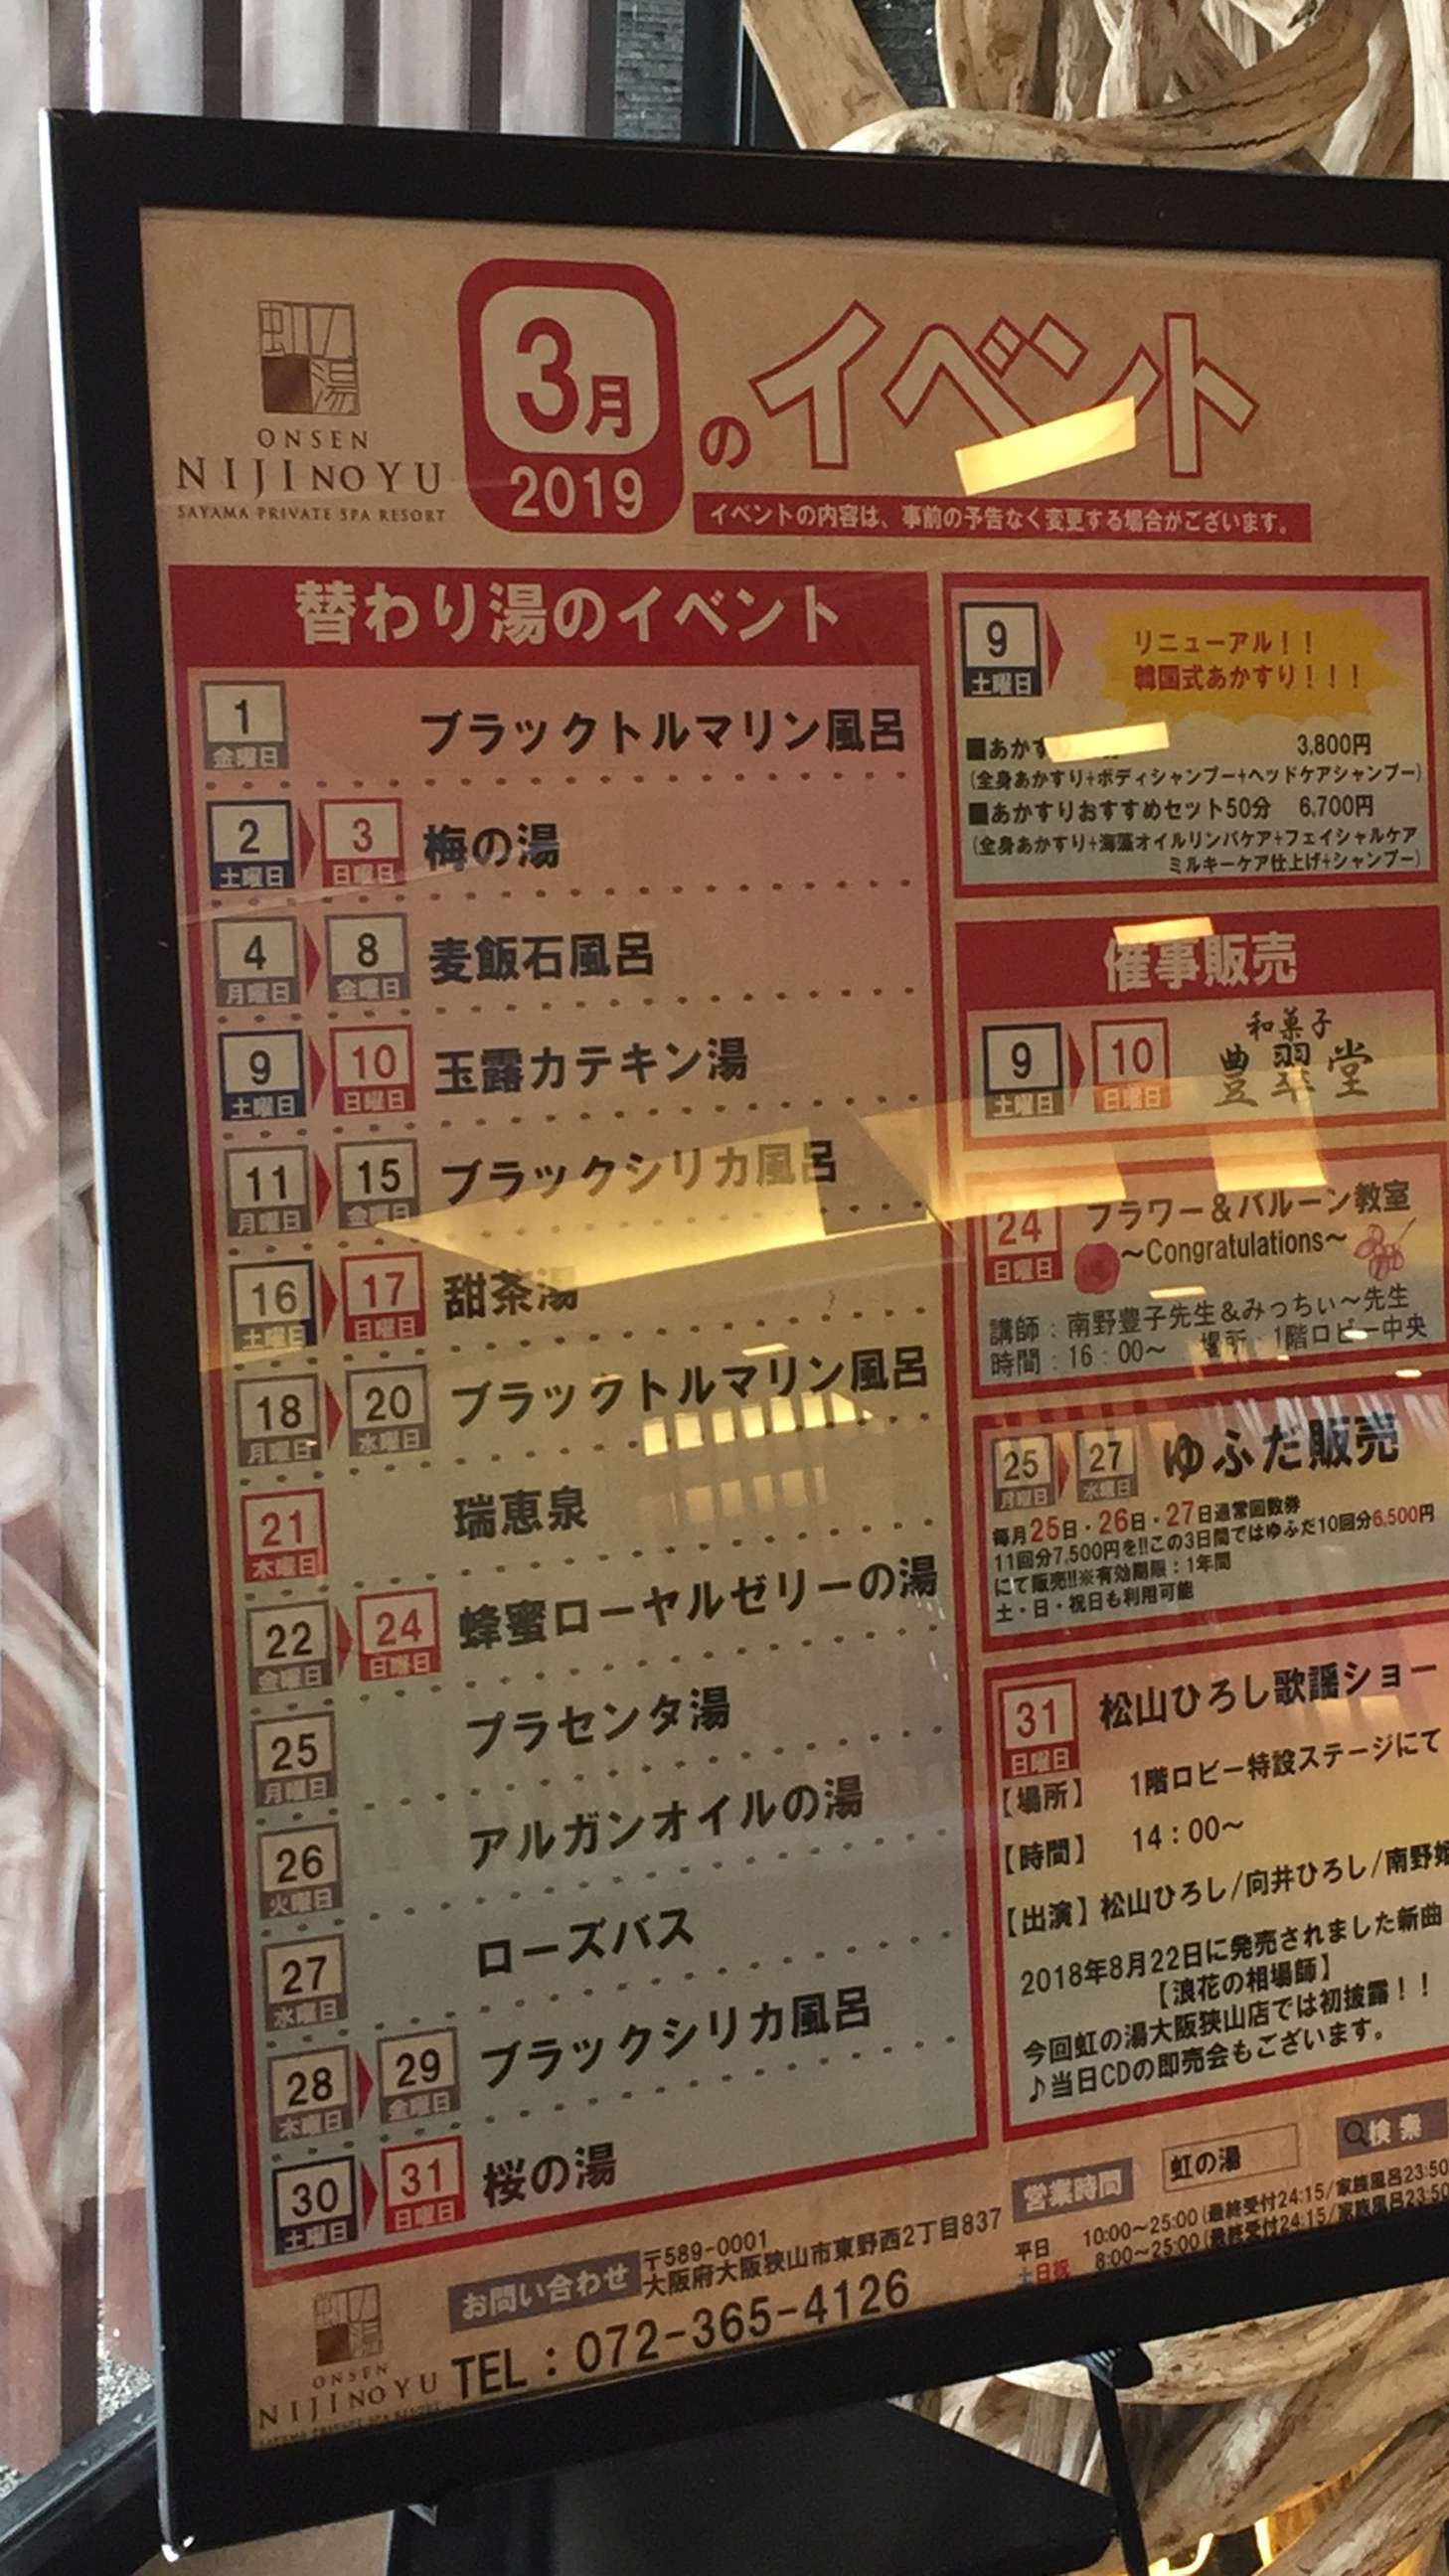 虹の湯
ONSEN
NIJI NO YU
SAYAMA PRIVATE SPA RESORT
3月
2019
のイベント
イベントの内容は、事前の予告なく変更する場合がございます。
替わり湯のイベント
1 金曜日 ブラックトルマリン風呂
2 土曜日 3 日曜日 梅の湯
4 月曜日 8 金曜日 麦飯石風呂
9 土曜日 10 日曜日 玉露カテキン湯
11 月曜日 15 金曜日 ブラックシリカ風呂
16 土曜日 17 日曜日 甜茶湯
18 月曜日 20 水曜日 ブラックトルマリン風呂
21 木曜日 瑞恵泉
22 金曜日 24 日曜日 蜂蜜ローヤルゼリーの湯
25 月曜日 プラセンタ湯
26 火曜日 アルガンオイルの湯
27 水曜日 ローズバス
28 木曜日 29 金曜日 ブラックシリカ風呂
30 土曜日 31 日曜日 桜の湯
9 土曜日
リニューアル！！
韓国式あかすり！！！
■あかす 3,800円
(全身あかすり+ボディシャンプー+ヘッドケアシャンプー)
■あかすりおすすめセット50分 6,700円
(全身あかすり+海藻オイルリンパケア+フェイシャルケア
ミルキーケア仕上げ+シャンプー)
催事販売
9 土曜日 10 日曜日
和菓子
豊翠堂
24 日曜日
フラワー＆バルーン教室
～Congratulations～
講師：南野豊子先生＆みっちぃ～先生
時間：16：00～ 場所：1階ロビー中央
25 月曜日 27 水曜日 ゆふだ販売
毎月25日・26日・27日通常回数券
11回分7,500円を!!この3日間ではゆふだ10回分6,500円
にて販売!!※有効期限：1年間
土・日・祝日も利用可能
31 日曜日
松山ひろし歌謡ショー
【場所】 1階ロビー特設ステージにて
【時間】 14：00～
【出演】松山ひろし/向井ひろし/南野
2018年8月22日に発売されました新曲
【浪花の相場師】
今回虹の湯大阪狭山店では初披露！！
♪当日CDの即売会もございます。
虹の湯 検索
営業時間
平日 10:00～25:00(最終受付24:15/家族風呂23:50
土日祝 8:00～25:00(最終受付24:15/家族風呂23:50
お問い合わせ
〒589-0001
大阪府大阪狭山市東野西2丁目837
TEL：072-365-4126
虹の湯
ONSEN
NIJI NO YU
SAYAMA PRIVATE SPA RESORT